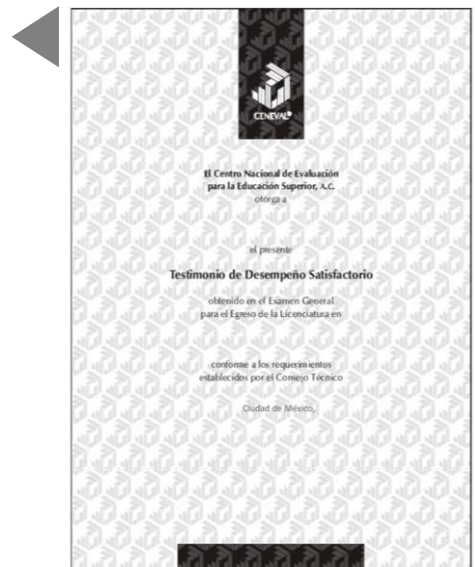 CENEVAL®
El Centro Nacional de Evaluación
para la Educación Superior, A.C.
otorga a
el presente
Testimonio de Desempeño Satisfactorio
obtenido en el Examen General
para el Egreso de la Licenciatura en
conforme a los requerimientos
establecidos por el Consejo Técnico
Ciudad de México,